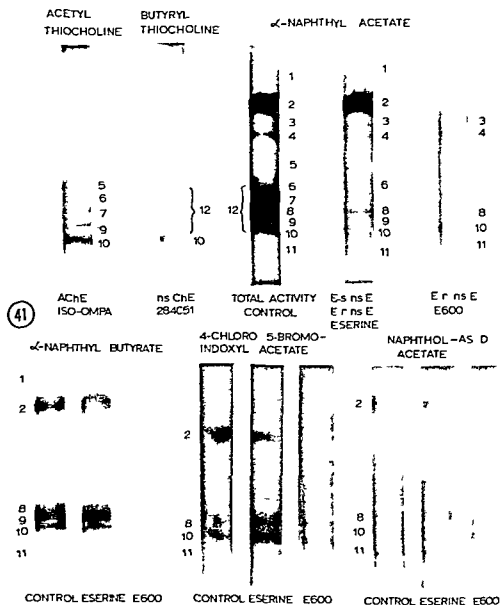 ACETYL THIOCHOLINE
BUTYRYL THIOCHOLINE
α-NAPHTHYL ACETATE
5
6
7
9
10
12
10
12
1
2
3
4
5
6
7
8
9
10
11
1
2
3
4
6
8
9
10
11
3
4
8
10
11
AChE
ISO-OMPA
ns ChE
284C51
TOTAL ACTIVITY
CONTROL
E-s ns E
E r ns E
ESERINE
E r ns E
E600
41
α-NAPHTHYL BUTYRATE
4-CHLORO 5-BROMO-
INDOXYL ACETATE
NAPHTHOL-AS D
ACETATE
1
2
8
9
10
11
2
8
10
11
2
8
10
11
CONTROL ESERINE E600
CONTROL ESERINE E600
CONTROL ESERINE E600